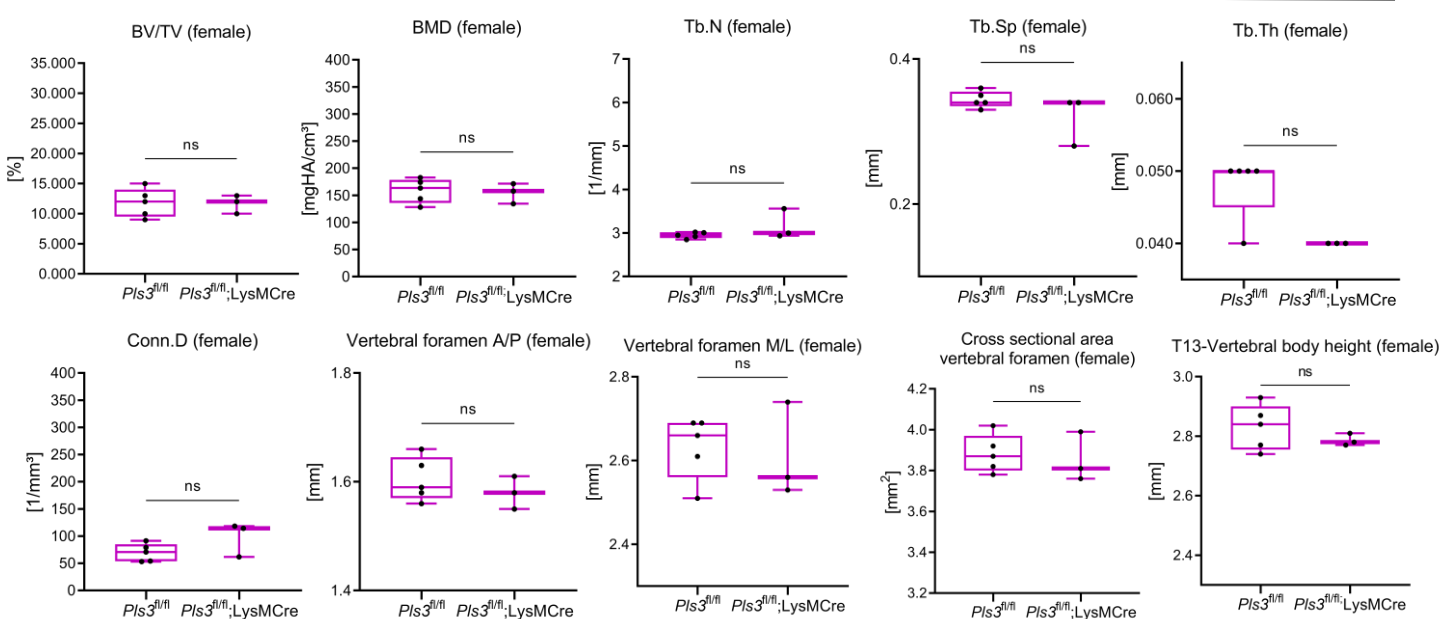 BV/TV (female)
35.000
30.000
25.000
20.000
15.000
10.000
5.000
0.000
[%]
ns
Pls3fl/fl Pls3fl/fl;LysMCre
BMD (female)
400
350
300
250
200
150
100
50
0
[mgHA/cm³]
ns
Pls3fl/fl Pls3fl/fl;LysMCre
Tb.N (female)
7
6
5
4
3
2
[1/mm]
ns
Pls3fl/fl Pls3fl/fl;LysMCre
Tb.Sp (female)
0.4
0.2
[mm]
ns
Pls3fl/fl Pls3fl/fl;LysMCre
Tb.Th (female)
0.060
0.050
0.040
[mm]
ns
Pls3fl/fl Pls3fl/fl;LysMCre
Conn.D (female)
400
350
300
250
200
150
100
50
0
[1/mm³]
ns
Pls3fl/fl Pls3fl/fl;LysMCre
Vertebral foramen A/P (female)
1.8
1.6
1.4
[mm]
ns
Pls3fl/fl Pls3fl/fl;LysMCre
Vertebral foramen M/L (female)
2.8
2.6
2.4
[mm]
ns
Pls3fl/fl Pls3fl/fl;LysMCre
Cross sectional area
vertebral foramen (female)
4.2
4.0
3.8
3.6
3.4
3.2
[mm²]
ns
Pls3fl/fl Pls3fl/fl;LysMCre
T13-Vertebral body height (female)
3.0
2.8
2.6
2.4
[mm]
ns
Pls3fl/fl Pls3fl/fl;LysMCre